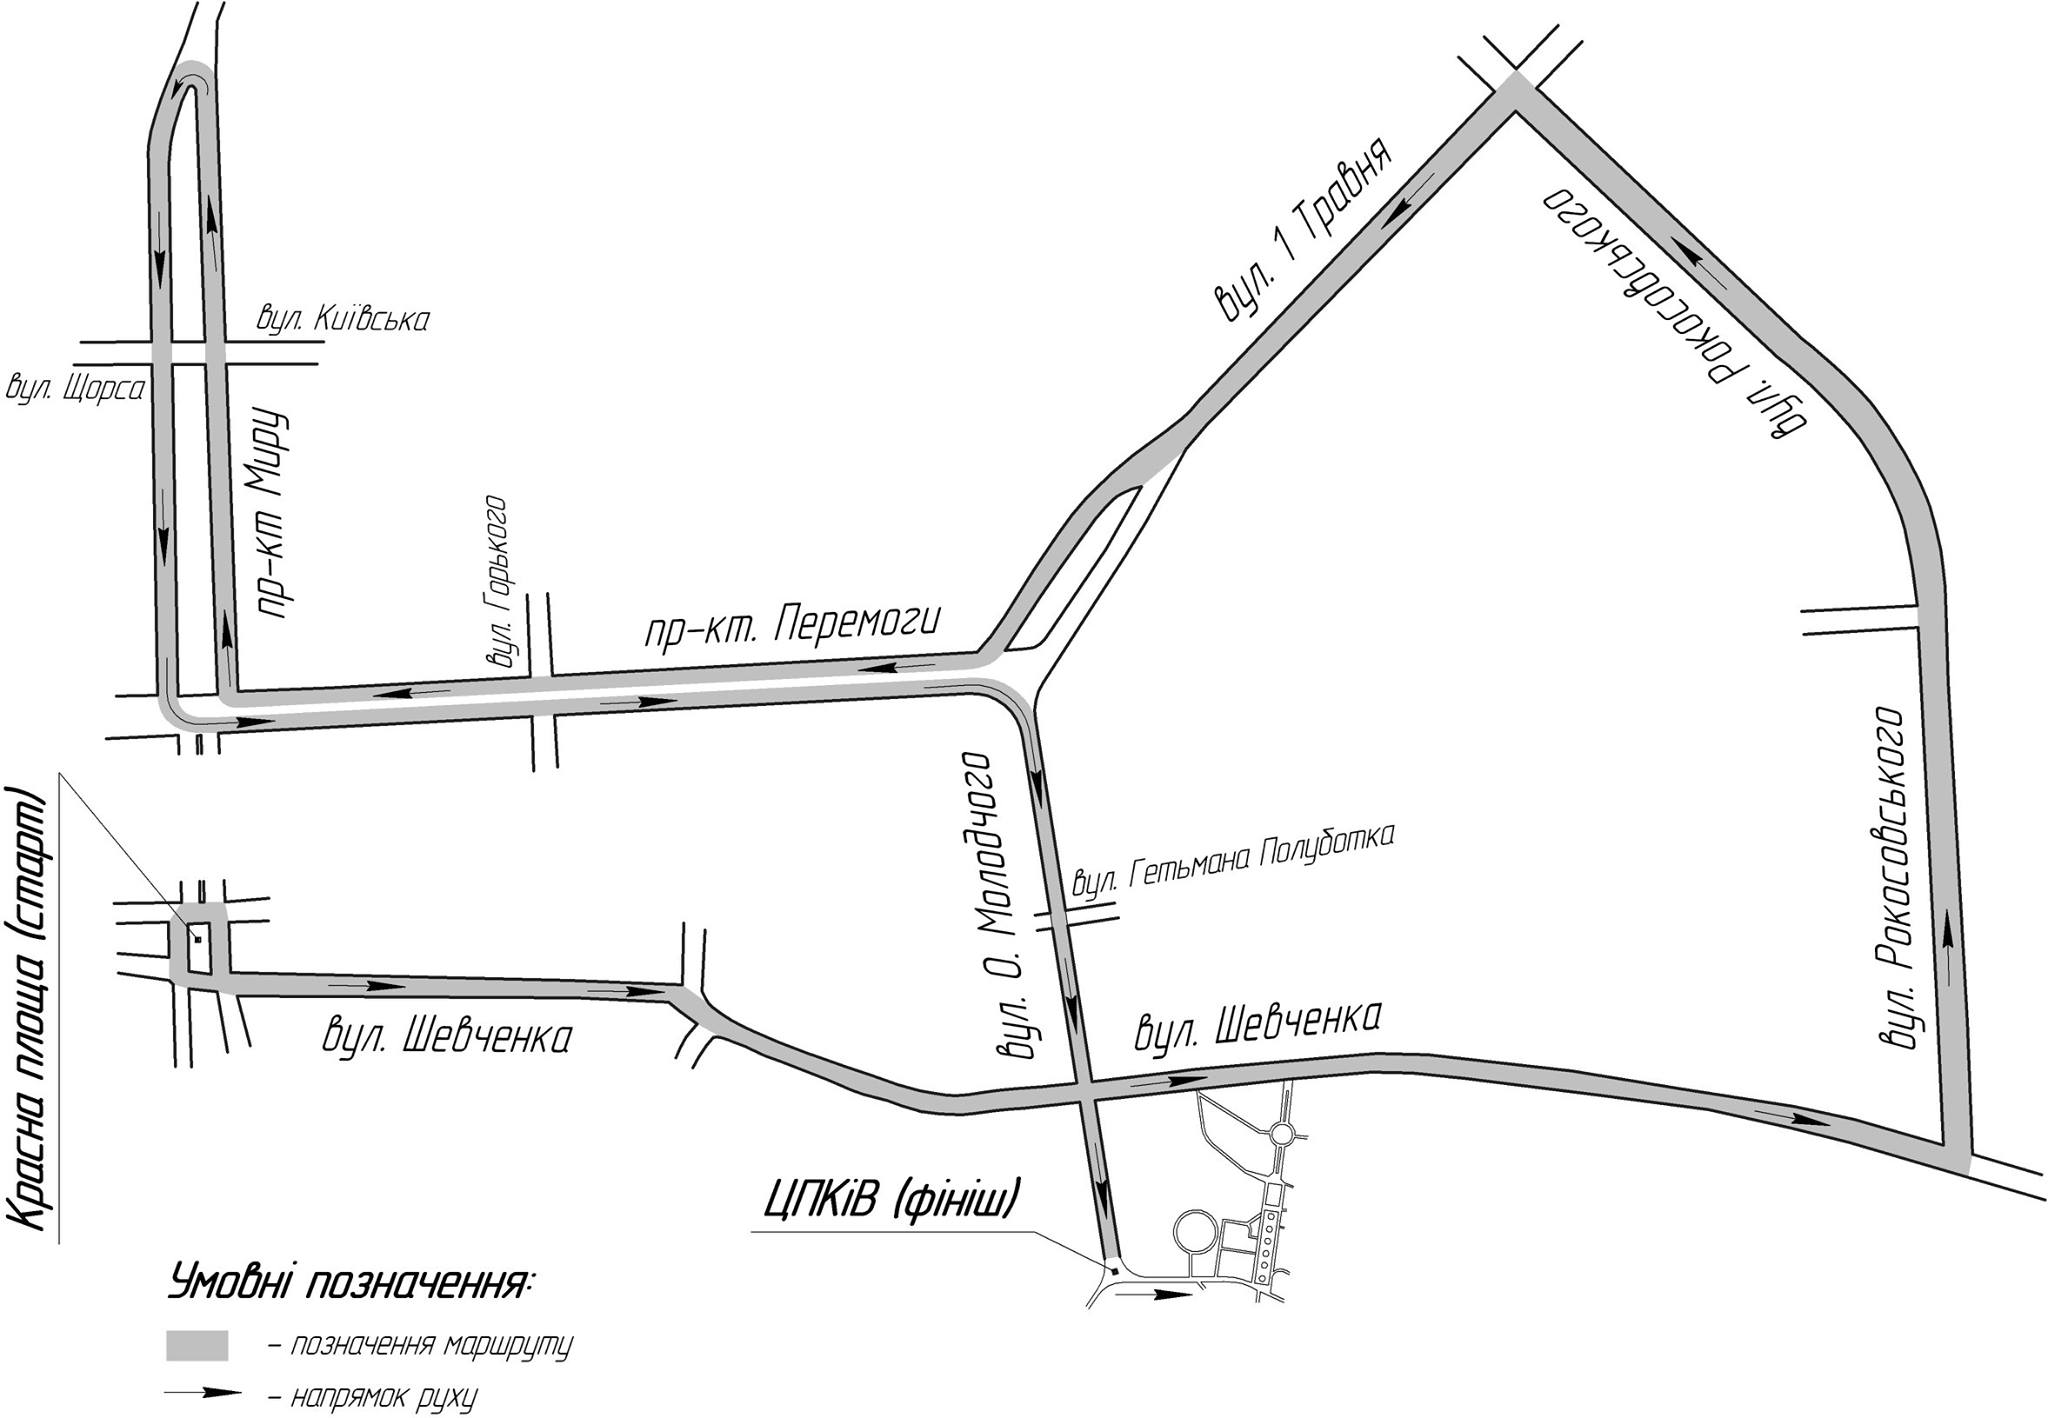 вул. 1 Травня
вул. Рокосовського
вул. Київська
вул. Щорса
пр-кт Миру
вул. Горького
пр-кт. Перемоги
вул. О. Молодчого
вул. Гетьмана Полуботка
вул. Рокосовського
Красна площа (старт)
вул. Шевченка
вул. Шевченка
ЦПКіВ (фініш)
Умовні позначення:
- позначення маршруту
- напрямок руху